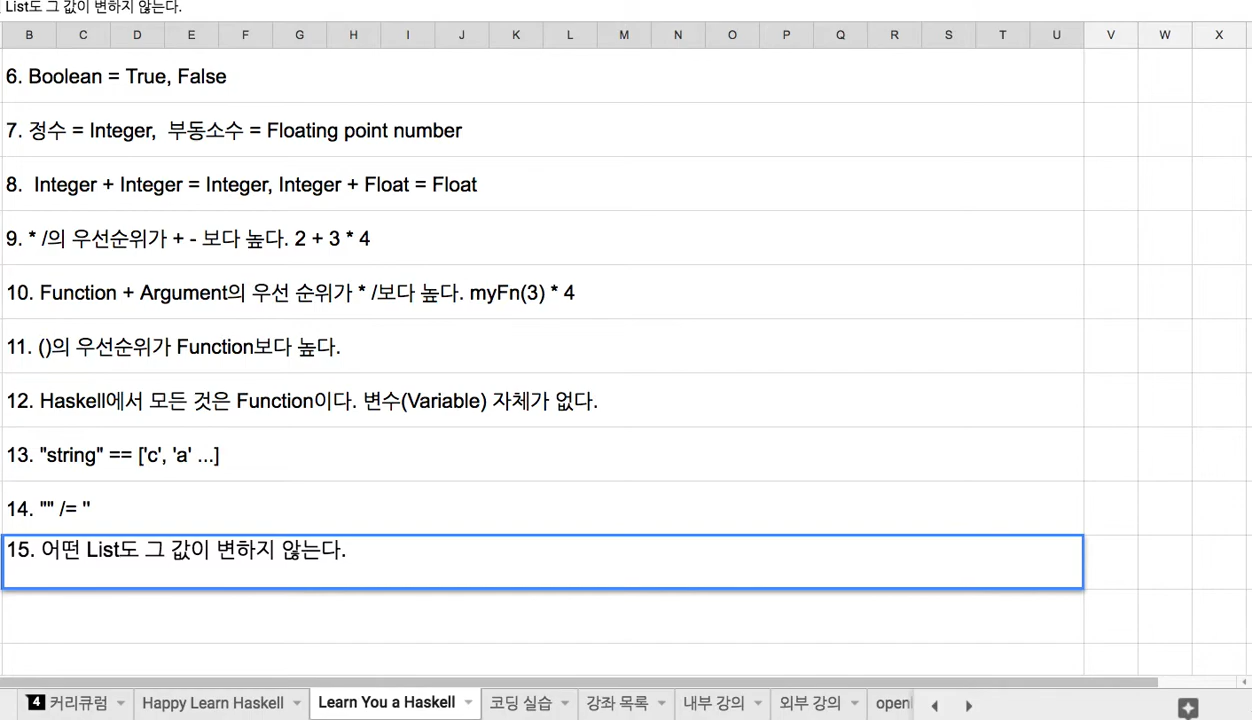 List도 그 값이 변하지 않는다.
B C D E F G H I J K L M N O P Q R S T U V W X
6. Boolean = True, False
7. 정수 = Integer,  부동소수 = Floating point number
8.  Integer + Integer = Integer, Integer + Float = Float
9. * /의 우선순위가 + - 보다 높다. 2 + 3 * 4
10. Function + Argument의 우선 순위가 * /보다 높다. myFn(3) * 4
11. ()의 우선순위가 Function보다 높다.
12. Haskell에서 모든 것은 Function이다. 변수(Variable) 자체가 없다.
13. "string" == ['c', 'a' ...]
14. "" /= ''
15. 어떤 List도 그 값이 변하지 않는다.
4 커리큐럼 Happy Learn Haskell Learn You a Haskell 코딩 실습 강좌 목록 내부 강의 외부 강의 open